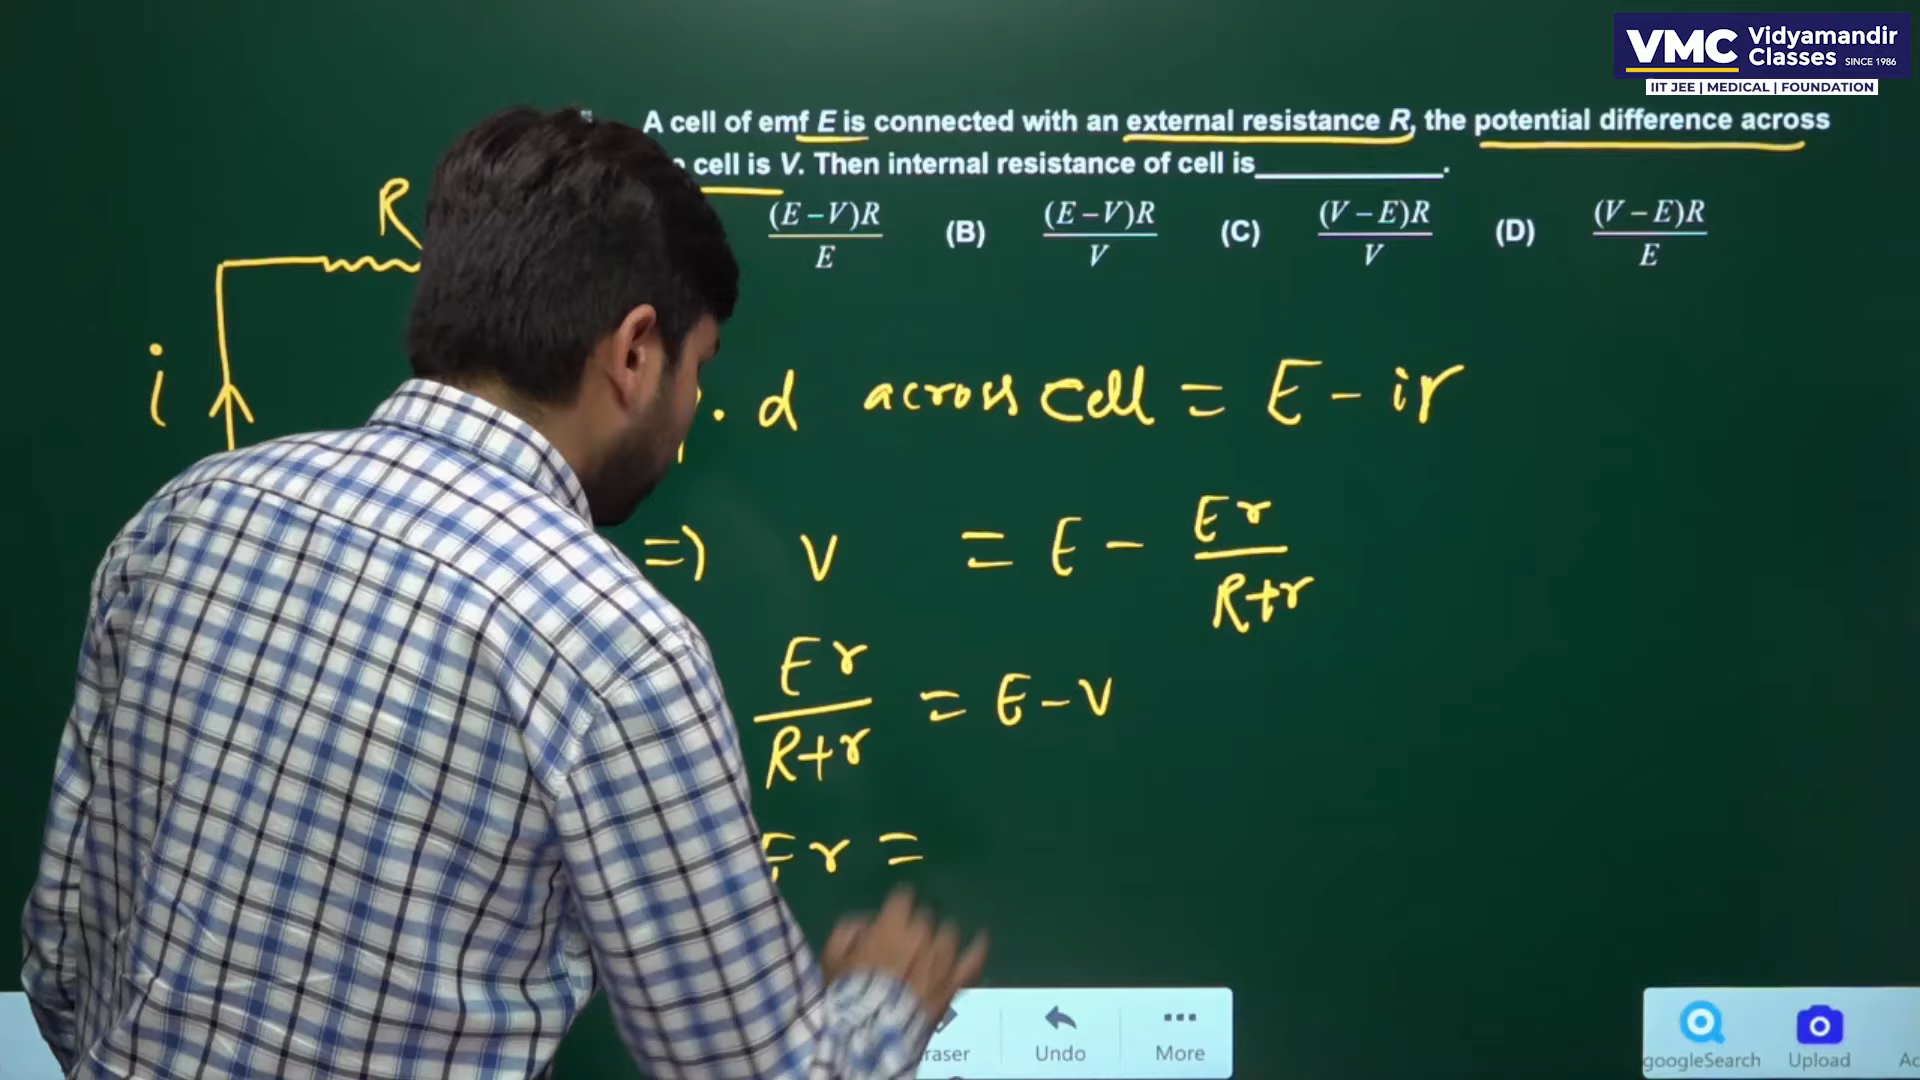 VMC Vidyamandir
Classes SINCE 1986
IIT JEE | MEDICAL | FOUNDATION
A cell of emf E is connected with an external resistance R, the potential difference across
cell is V. Then internal resistance of cell is__________.
(E – V)R / E (B) (E – V)R / V (C) (V – E)R / V (D) (V – E)R / E
R
i
. d across cell = E - ir
=> V = E - Er / R+r
Er / R+r = E - V
Er =
Undo
More
googleSearch
Upload